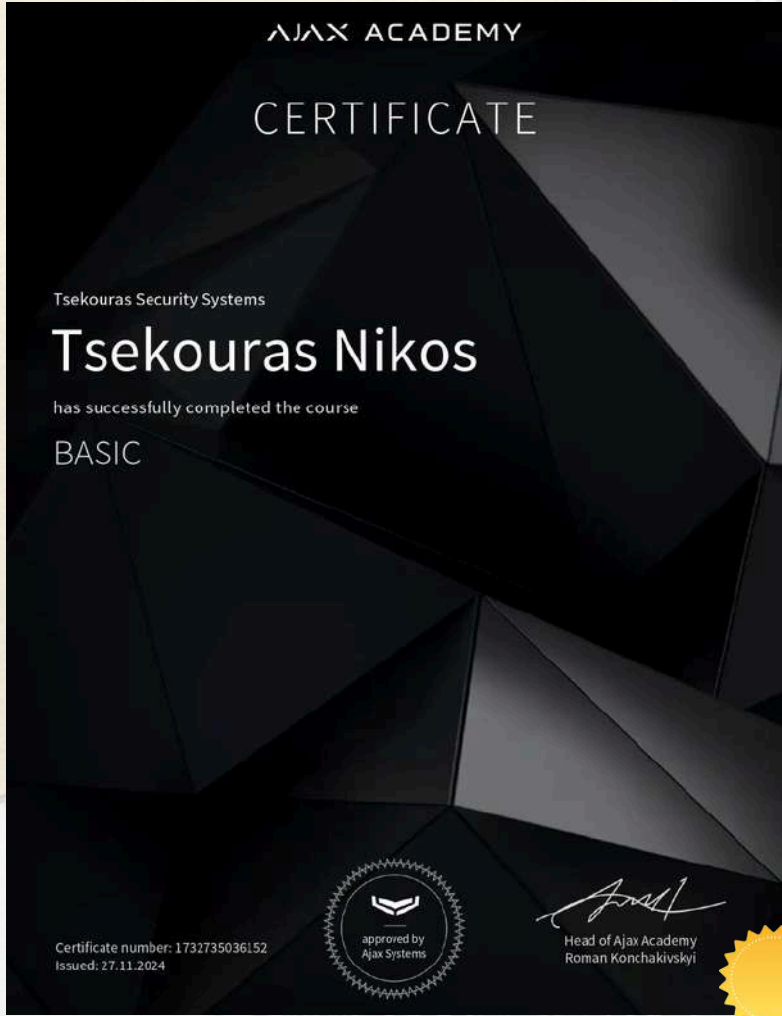 AJAX ACADEMY
CERTIFICATE
Tsekouras Security Systems
Tsekouras Nikos
has successfully completed the course
BASIC
Certificate number: 1732735036152
Issued: 27.11.2024
approved by
Ajax Systems
Head of Ajax Academy
Roman Konchakivskyi